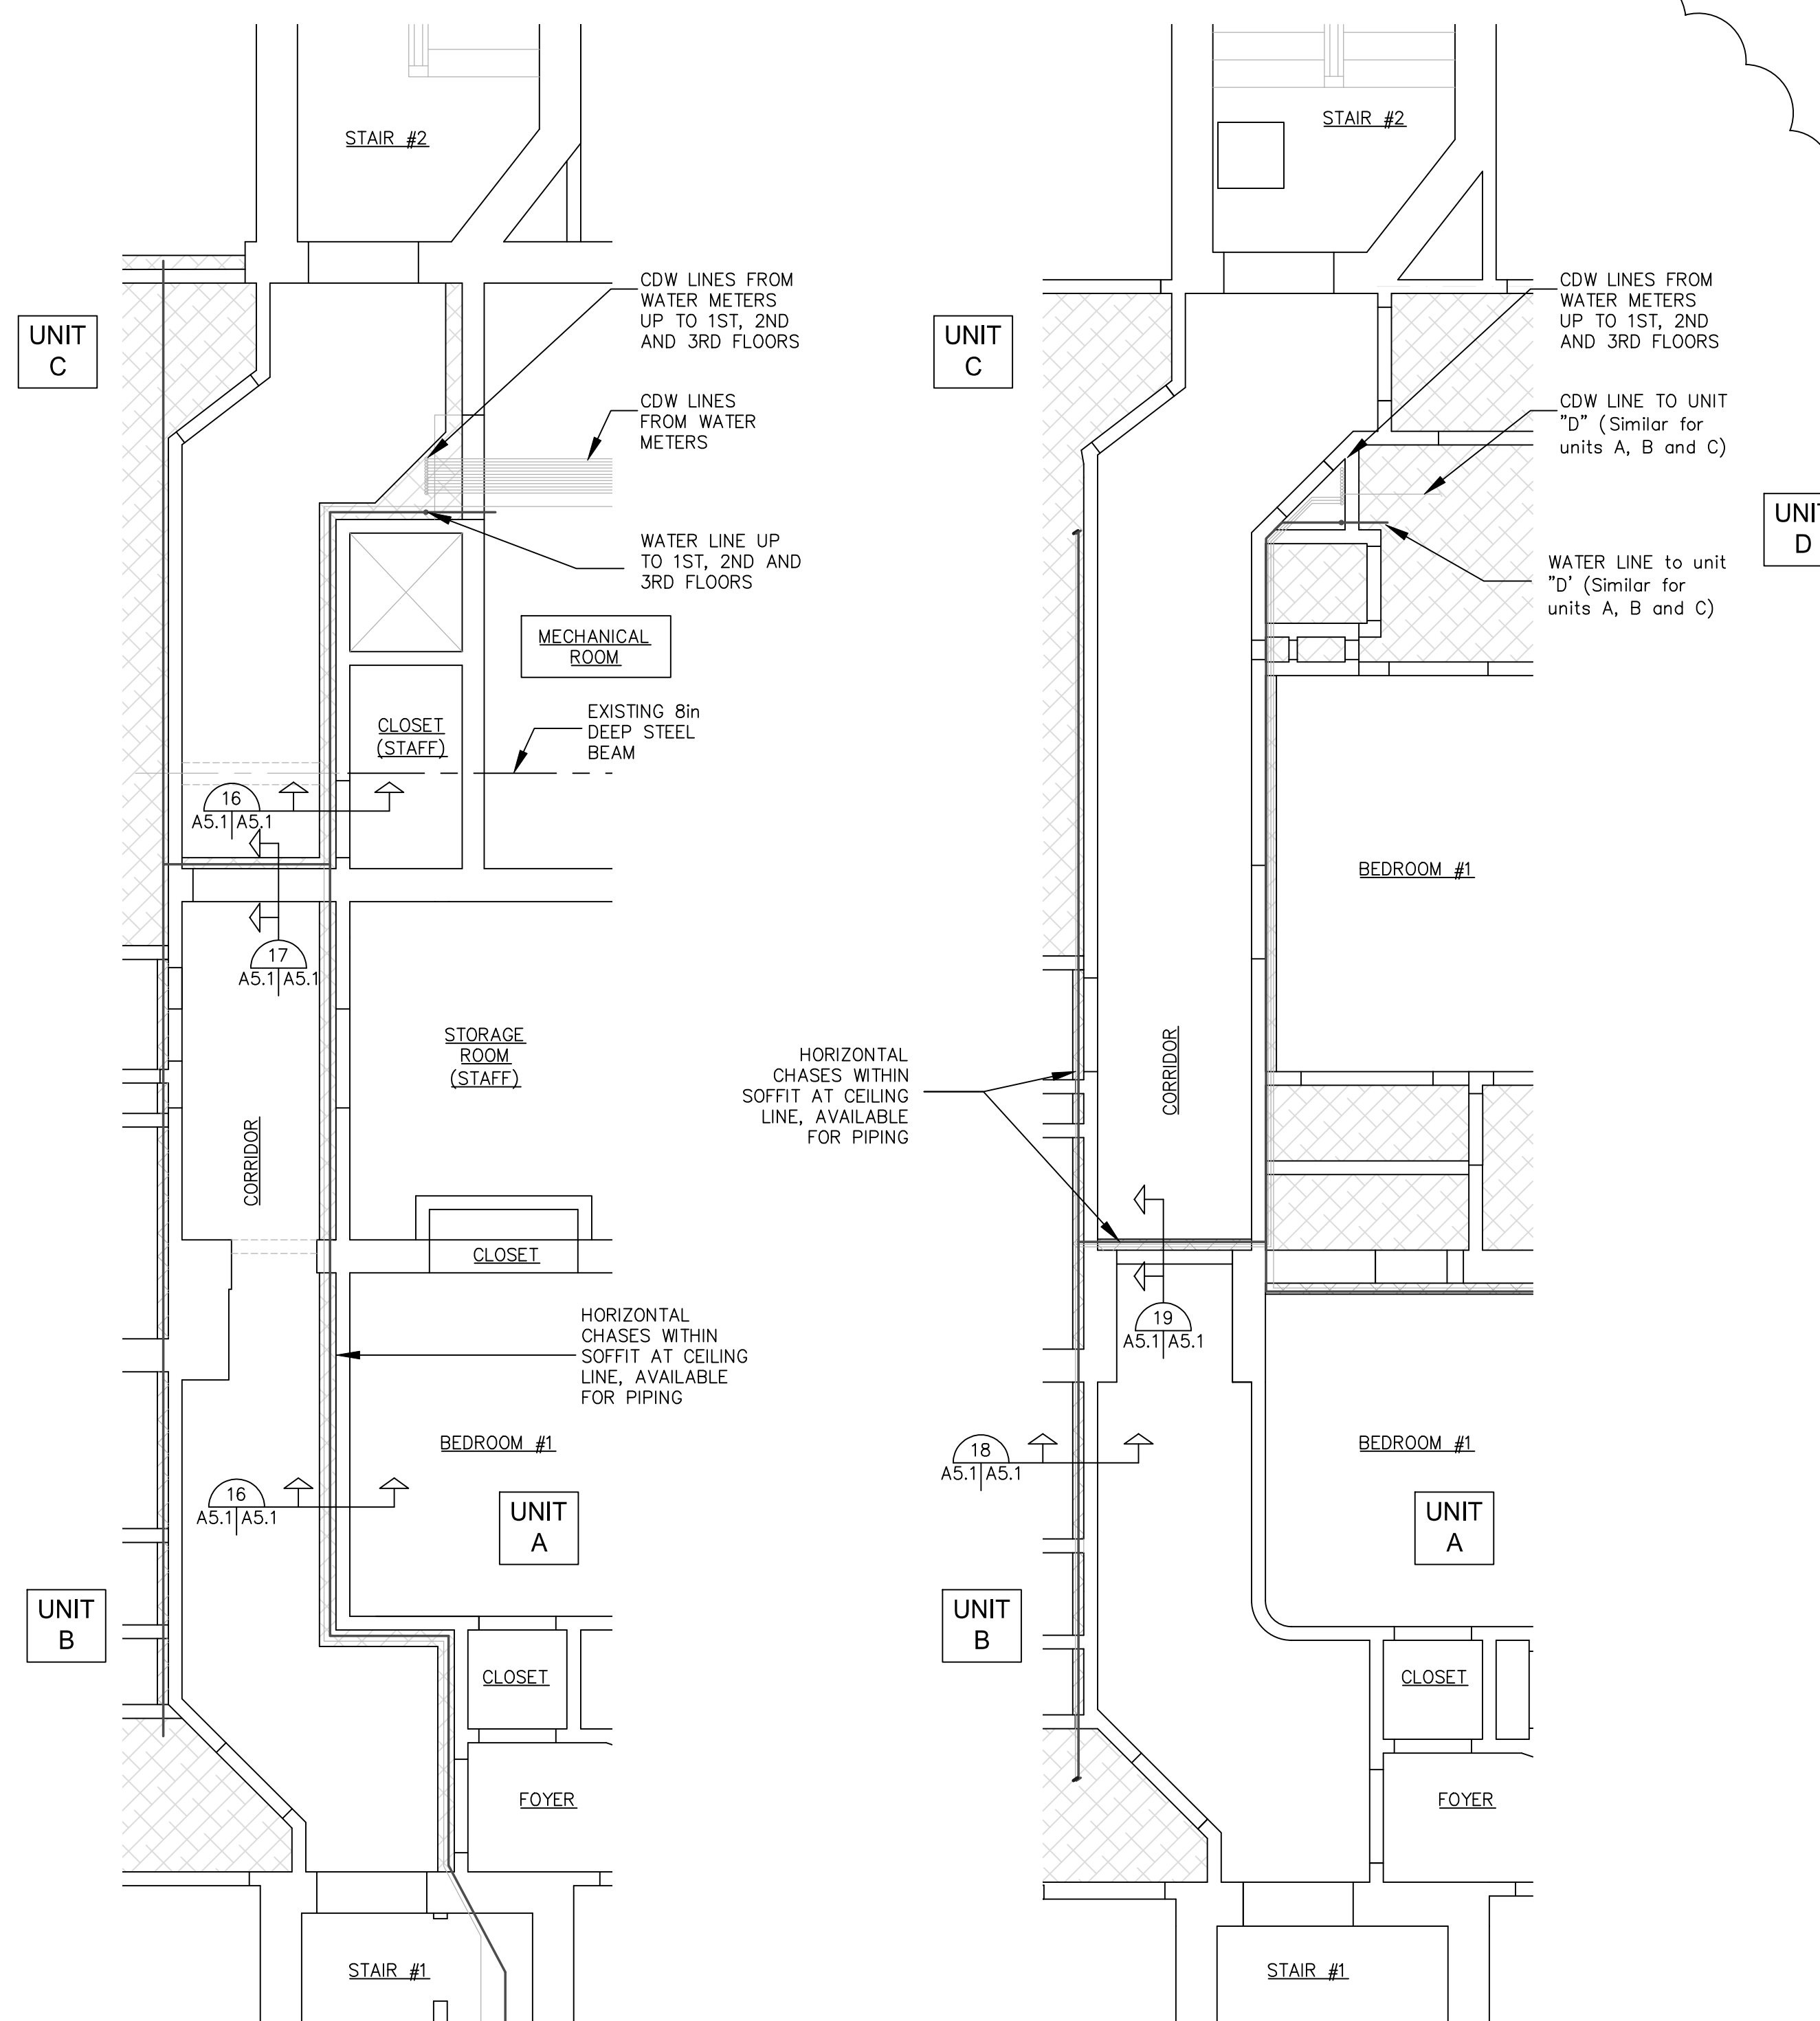 STAIR #2
UNIT
C
CDW LINES FROM
WATER METERS
UP TO 1ST, 2ND
AND 3RD FLOORS
CDW LINES
FROM WATER
METERS
WATER LINE UP
TO 1ST, 2ND AND
3RD FLOORS
MECHANICAL
ROOM
CLOSET
(STAFF)
EXISTING 8in
DEEP STEEL
BEAM
16
A5.1 A5.1
17
A5.1 A5.1
STORAGE
ROOM
(STAFF)
CORRIDOR
CLOSET
HORIZONTAL
CHASES WITHIN
SOFFIT AT CEILING
LINE, AVAILABLE
FOR PIPING
BEDROOM #1
16
A5.1 A5.1
UNIT
A
UNIT
B
CLOSET
FOYER
STAIR #1
STAIR #2
UNIT
C
CDW LINES FROM
WATER METERS
UP TO 1ST, 2ND
AND 3RD FLOORS
CDW LINE TO UNIT
"D" (Similar for
units A, B and C)
UNIT
D
WATER LINE to unit
"D' (Similar for
units A, B and C)
BEDROOM #1
HORIZONTAL
CHASES WITHIN
SOFFIT AT CEILING
LINE, AVAILABLE
FOR PIPING
CORRIDOR
19
A5.1 A5.1
18
A5.1 A5.1
BEDROOM #1
UNIT
A
UNIT
B
CLOSET
FOYER
STAIR #1